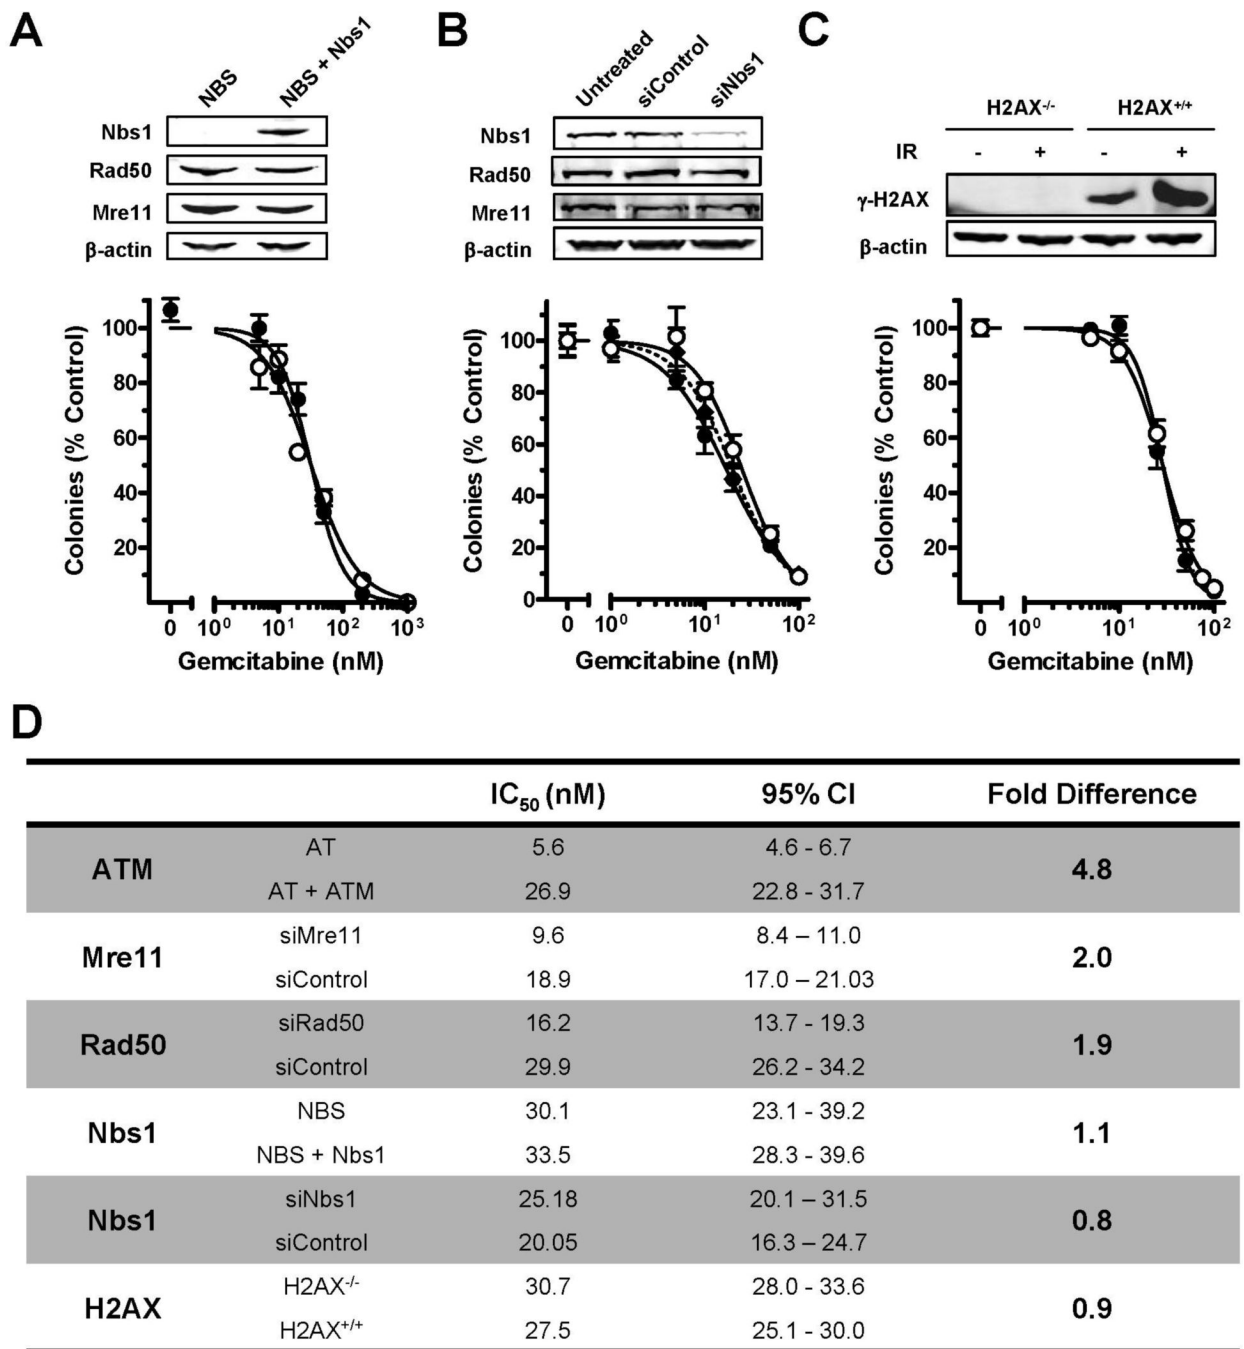 A
NBS
NBS + Nbs1
Nbs1
Rad50
Mre11
β-actin
Colonies (% Control)
100
80
60
40
20
0
10⁰
10¹
10²
10³
Gemcitabine (nM)
B
Untreated
siControl
siNbs1
Nbs1
Rad50
Mre11
β-actin
Colonies (% Control)
100
80
60
40
20
0
0
10⁰
10¹
10²
Gemcitabine (nM)
C
H2AX⁻/⁻
H2AX⁺/⁺
IR
- + - +
γ-H2AX
β-actin
Colonies (% Control)
100
80
60
40
20
0
10⁰
10¹
10²
Gemcitabine (nM)
D
IC₅₀ (nM) 95% CI Fold Difference
ATM
AT 5.6 4.6 - 6.7
4.8
AT + ATM 26.9 22.8 - 31.7
Mre11
siMre11 9.6 8.4 – 11.0
2.0
siControl 18.9 17.0 – 21.03
Rad50
siRad50 16.2 13.7 - 19.3
1.9
siControl 29.9 26.2 - 34.2
Nbs1
NBS 30.1 23.1 - 39.2
1.1
NBS + Nbs1 33.5 28.3 - 39.6
Nbs1
siNbs1 25.18 20.1 – 31.5
0.8
siControl 20.05 16.3 – 24.7
H2AX
H2AX⁻/⁻ 30.7 28.0 - 33.6
0.9
H2AX⁺/⁺ 27.5 25.1 - 30.0